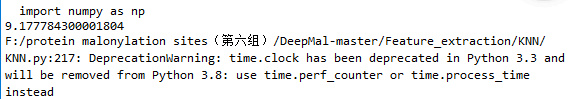 import numpy as np
9.177784300001804
F:/protein malonylation sites（第六组）/DeepMal-master/Feature_extraction/KNN/
KNN.py:217: DeprecationWarning: time.clock has been deprecated in Python 3.3 and
will be removed from Python 3.8: use time.perf_counter or time.process_time
instead